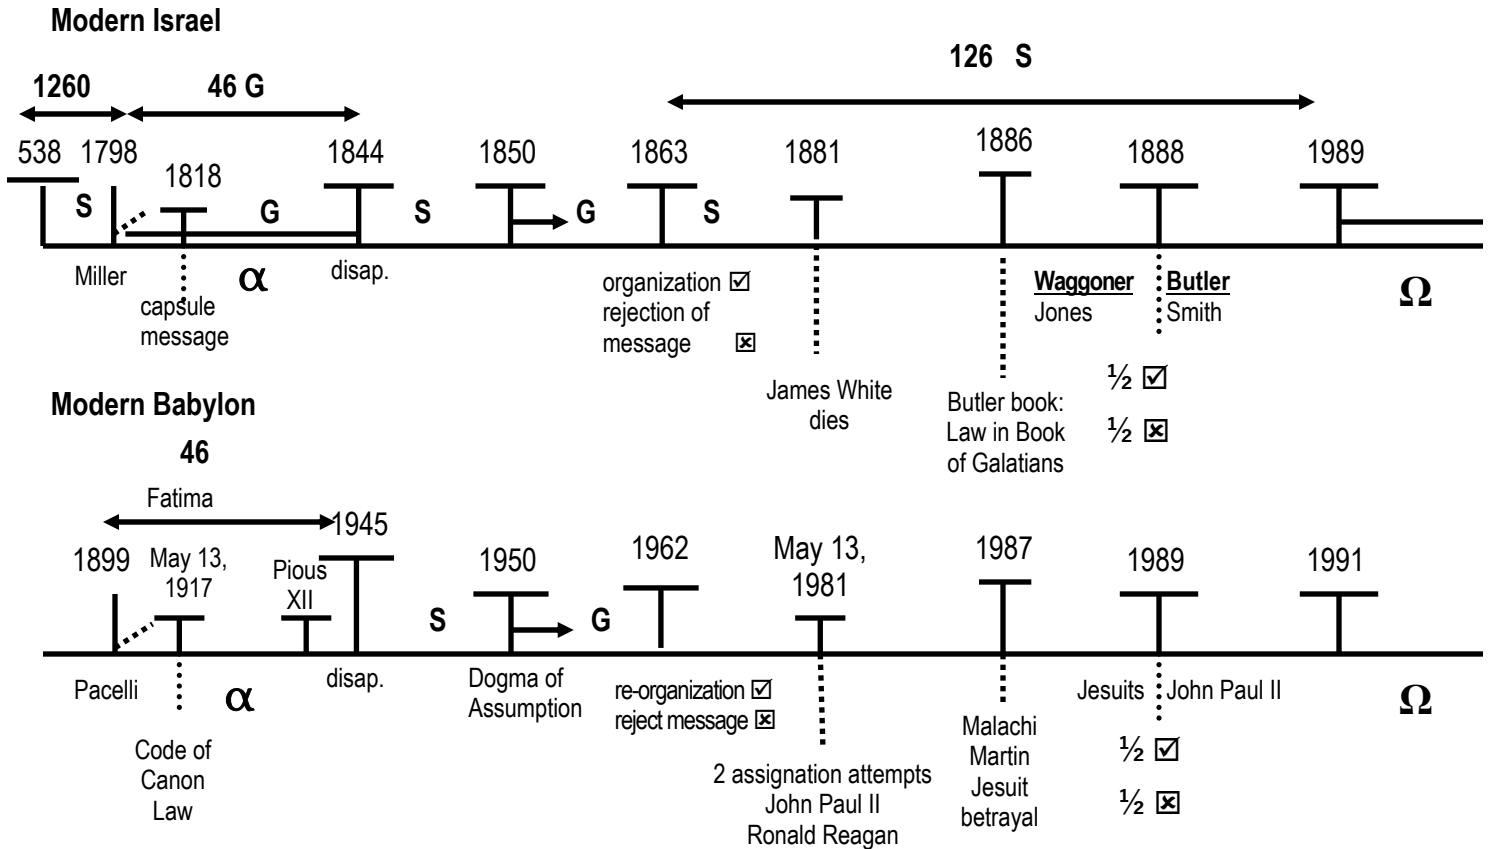 Modern Israel
126 S
1260
46 G
538
1798
1818
1844
1850
1863
1881
1886
1888
1989
S
G
S
G
S
Miller
α
disap.
capsule
message
organization ☑
rejection of
message ☒
James White
dies
Butler book:
Law in Book
of Galatians
Waggoner
Jones
Butler
Smith
½ ☑
½ ☒
Ω
Modern Babylon
46
Fatima
1899
May 13,
1917
Pious
XII
1945
1950
1962
May 13,
1981
1987
1989
1991
S
G
Pacelli
α
disap.
Code of
Canon
Law
Dogma of
Assumption
re-organization ☑
reject message ☒
2 assignation attempts
John Paul II
Ronald Reagan
Malachi
Martin
Jesuit
betrayal
Jesuits
John Paul II
½ ☑
½ ☒
Ω